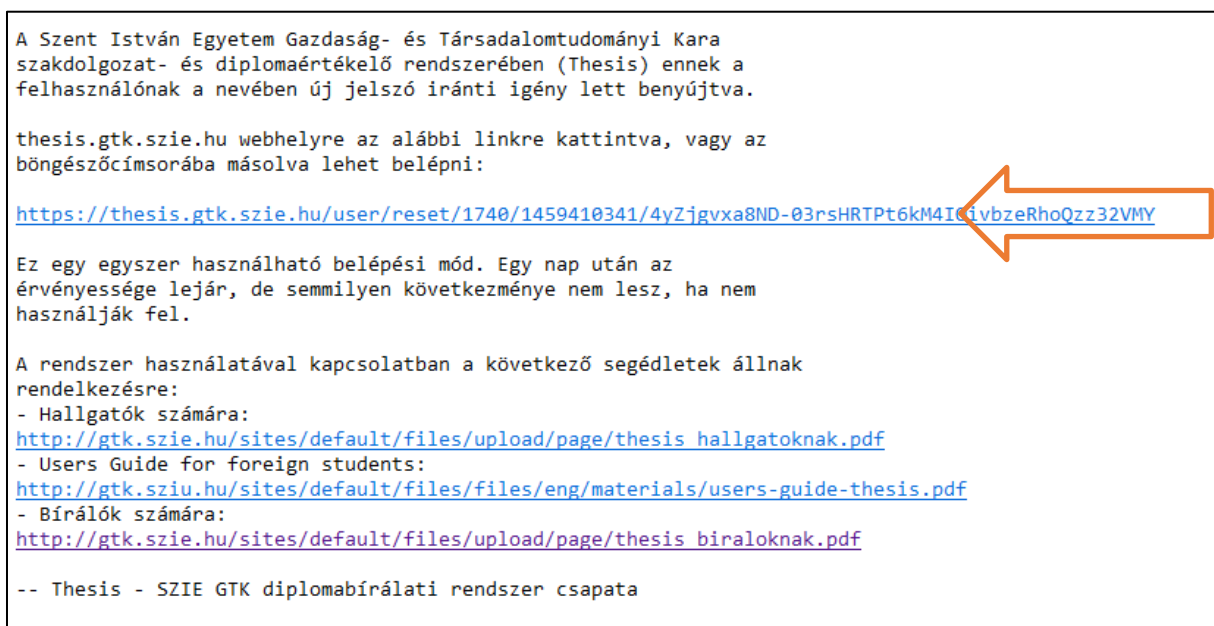 A Szent István Egyetem Gazdaság- és Társadalomtudományi Kara
szakdolgozat- és diplomaértékelő rendszerében (Thesis) ennek a
felhasználónak a nevében új jelszó iránti igény lett benyújtva.
thesis.gtk.szie.hu webhelyre az alábbi linkre kattintva, vagy az
böngészőcímsorába másolva lehet belépni:
https://thesis.gtk.szie.hu/user/reset/1740/1459410341/4yZjgvxa8ND-03rsHRTPt6kM4IOivbzeRhoQzz32VMY
Ez egy egyszer használható belépési mód. Egy nap után az
érvényessége lejár, de semmilyen következménye nem lesz, ha nem
használják fel.
A rendszer használatával kapcsolatban a következő segédletek állnak
rendelkezésre:
- Hallgatók számára:
http://gtk.szie.hu/sites/default/files/upload/page/thesis_hallgatoknak.pdf
- Users Guide for foreign students:
http://gtk.sziu.hu/sites/default/files/files/eng/materials/users-guide-thesis.pdf
- Bírálók számára:
http://gtk.szie.hu/sites/default/files/upload/page/thesis_biraloknak.pdf
-- Thesis - SZIE GTK diplomabírálati rendszer csapata